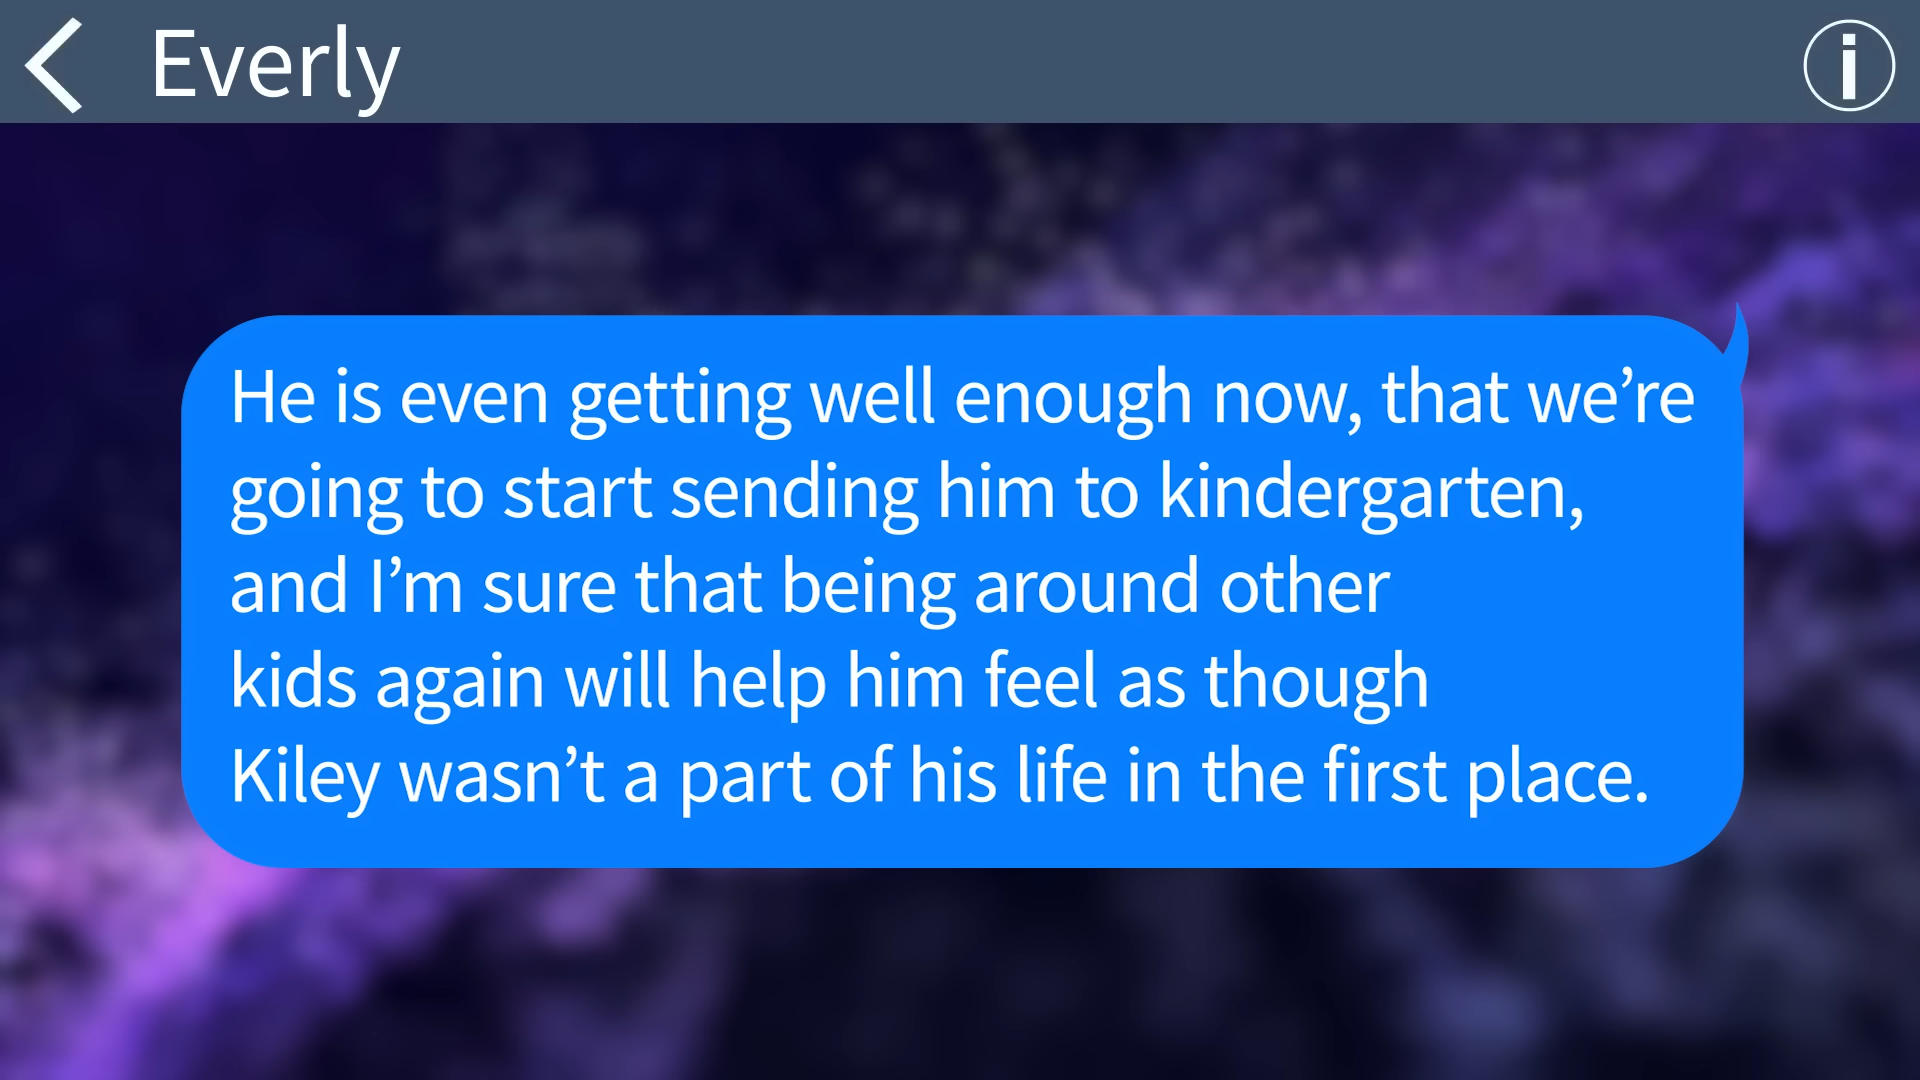 Everly
He is even getting well enough now, that we’re
going to start sending him to kindergarten,
and I’m sure that being around other
kids again will help him feel as though
Kiley wasn’t a part of his life in the first place.